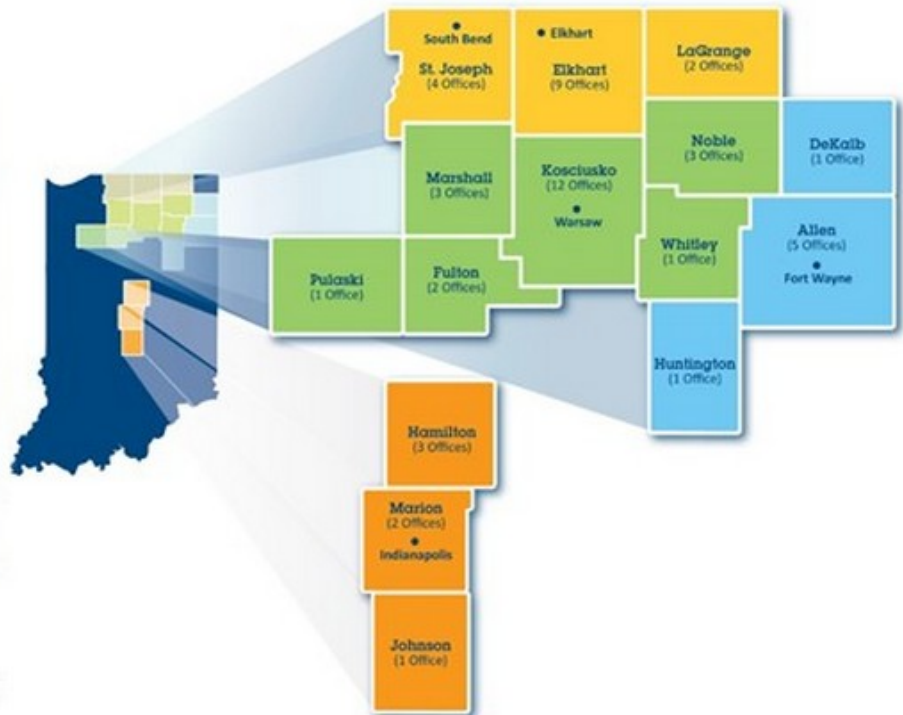 South Bend
St. Joseph
(4 Offices)
Elkhart
Elkhart
(9 Offices)
LaGrange
(2 Offices)
Marshall
(3 Offices)
Kosciusko
(12 Offices)
Warsaw
Noble
(3 Offices)
DeKalb
(1 Office)
Pulaski
(1 Office)
Fulton
(2 Offices)
Whitley
(1 Office)
Allen
(5 Offices)
Fort Wayne
Huntington
(1 Office)
Hamilton
(3 Offices)
Marion
(2 Offices)
Indianapolis
Johnson
(1 Office)